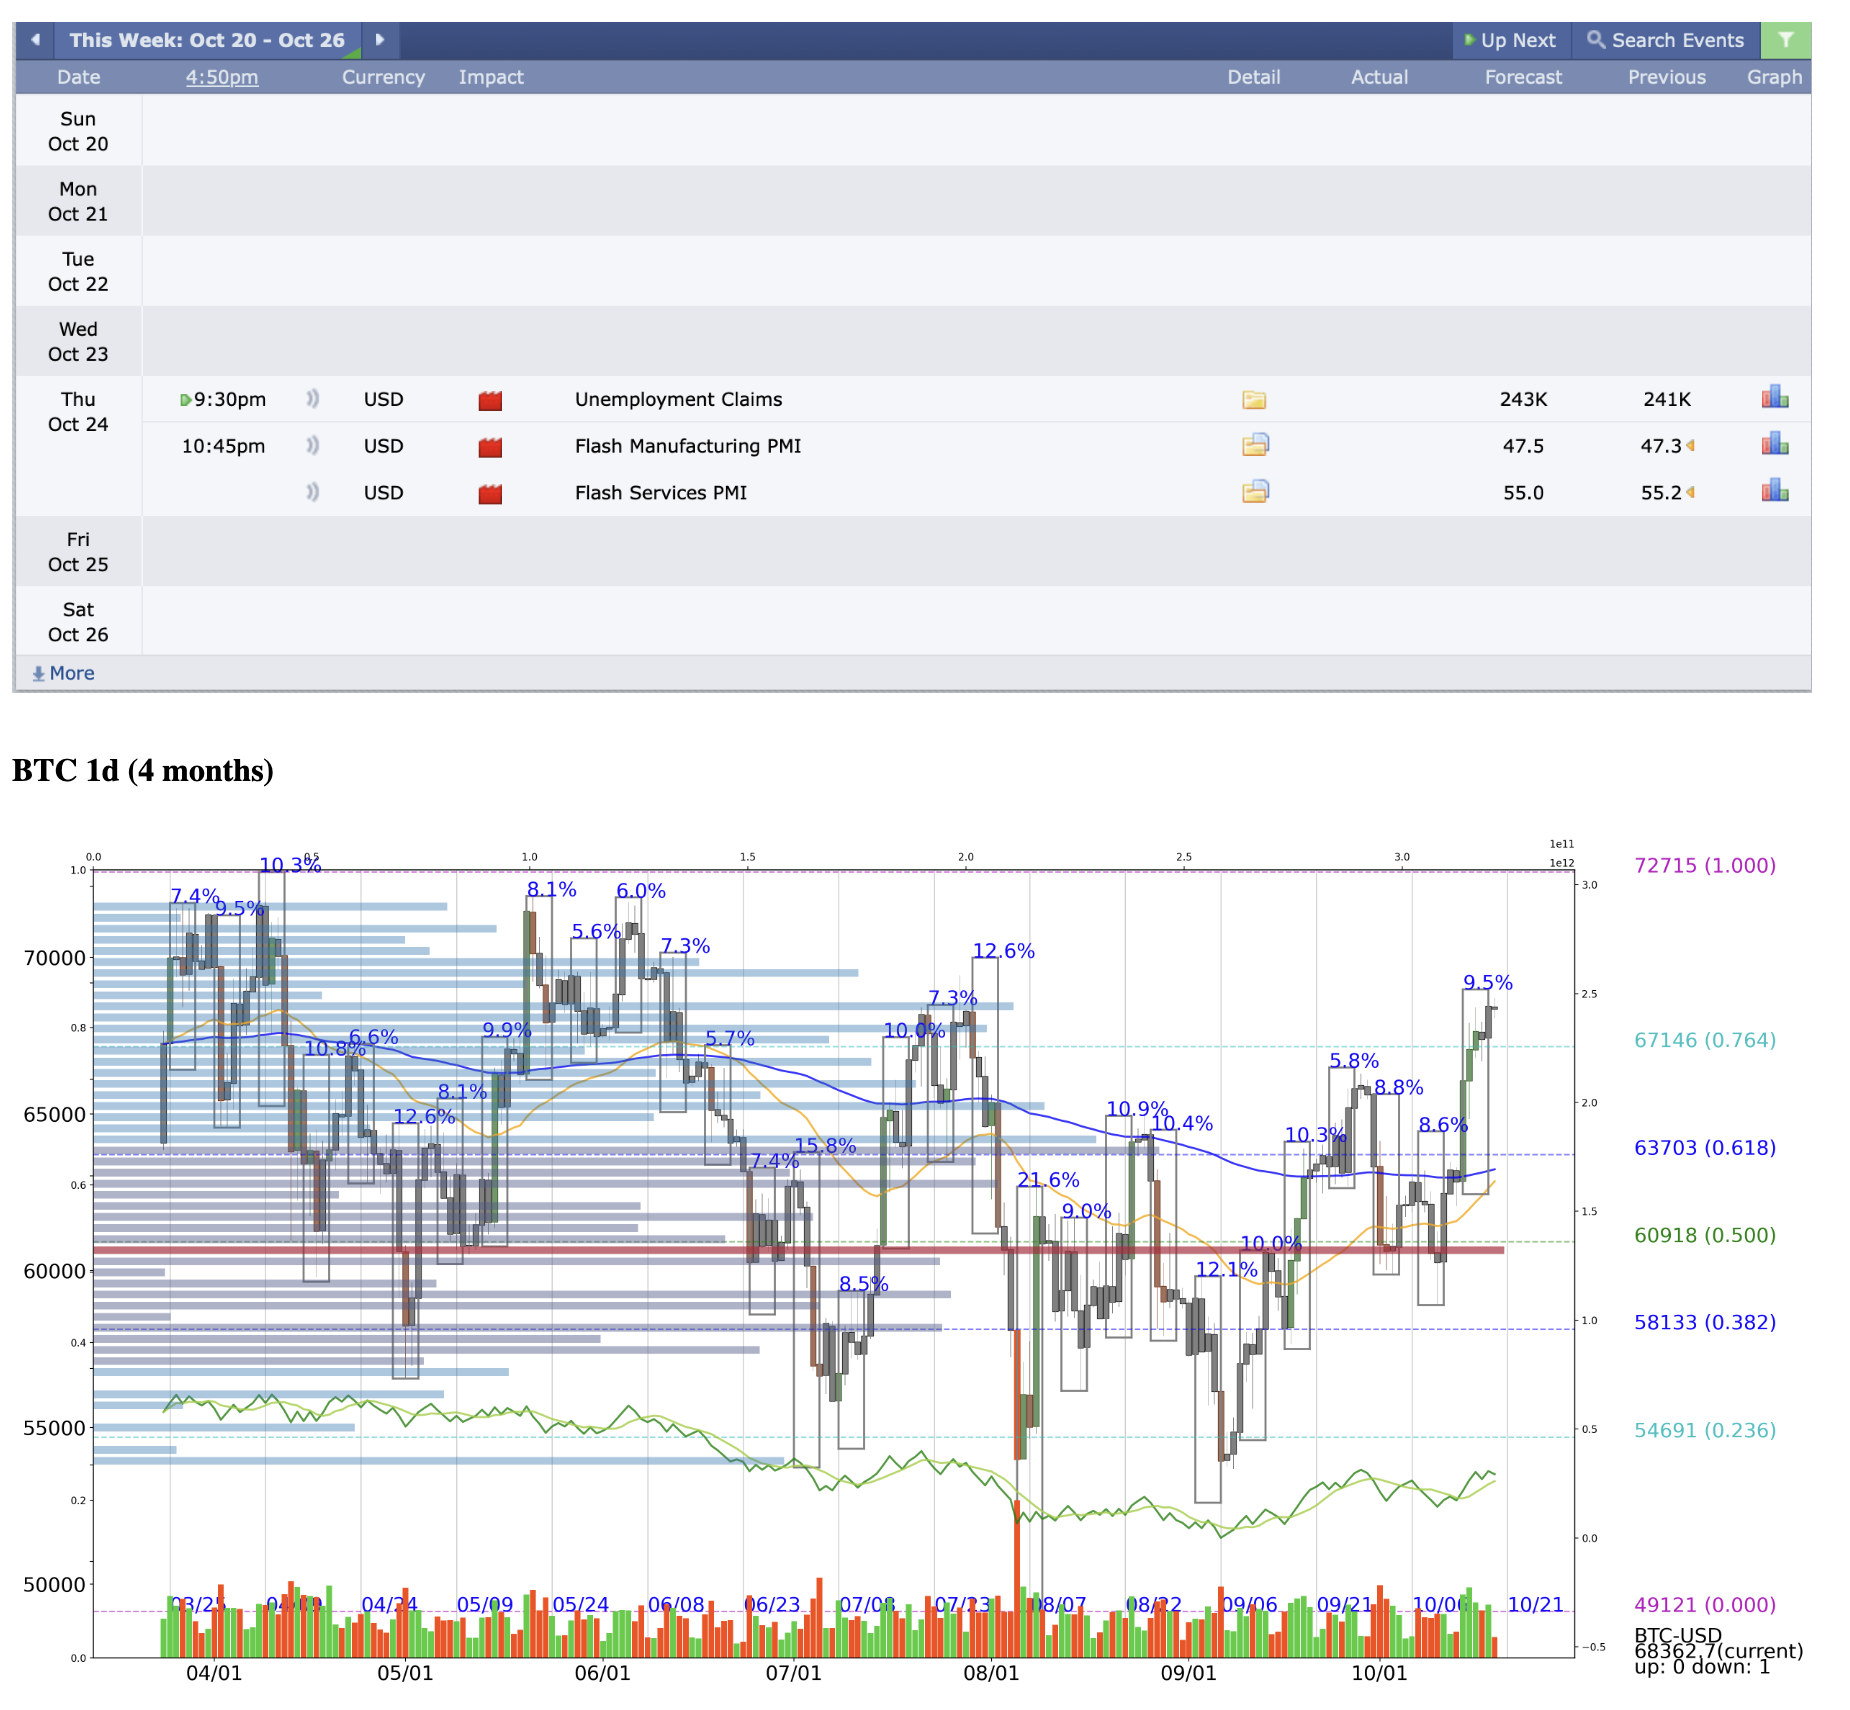 This Week: Oct 20 - Oct 26 Up Next Search Events
Date 4:50pm Currency Impact Detail Actual Forecast Previous Graph
Sun
Oct 20
Mon
Oct 21
Tue
Oct 22
Wed
Oct 23
Thu
Oct 24
9:30pm USD Unemployment Claims 243K 241K
10:45pm USD Flash Manufacturing PMI 47.5 47.3
USD Flash Services PMI 55.0 55.2
Fri
Oct 25
Sat
Oct 26
More
BTC 1d (4 months)
1e11
0.0 0.5 1.0 1.5 2.0 2.5 3.0 1e12
72715 (1.000)
1.0
3.0
10.3%
7.4%
9.5%
8.1%
6.0%
5.6%
7.3%
12.6%
70000
9.5%
2.5
7.3%
0.8
10.0%
9.9%
6.6%
5.7%
10.8%
67146 (0.764)
5.8%
8.8%
8.1%
2.0
65000
12.6%
10.9%
10.4%
8.6%
10.3%
15.8%
7.4%
63703 (0.618)
0.6
21.6%
9.0%
1.5
60918 (0.500)
10.0%
12.1%
60000
8.5%
58133 (0.382)
1.0
0.4
55000
0.5
54691 (0.236)
0.2
0.0
50000
03/25 04/24 05/09 05/24 06/08 06/23 07/08 07/23 08/07 08/22 09/06 09/21 10/06 10/21
49121 (0.000)
BTC-USD
68362.7(current)
up: 0 down: 1
-0.5
0.0
04/01 05/01 06/01 07/01 08/01 09/01 10/01